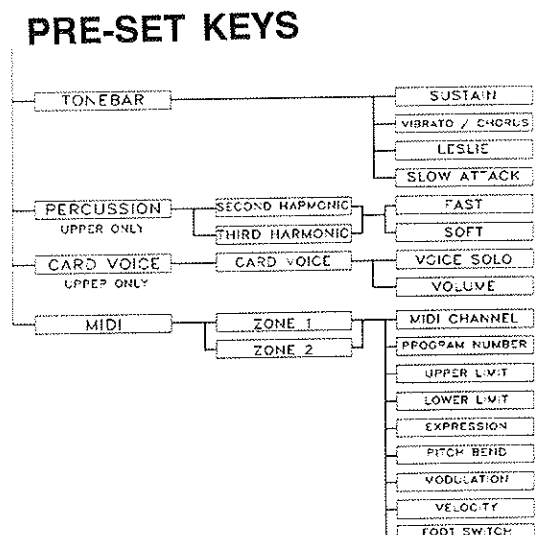 PRE-SET KEYS
TONEBAR
SUSTAIN
VIBRATO / CHORUS
LESLIE
SLOW ATTACK
PERCUSSION
UPPER ONLY
SECOND HARMONIC
THIRD HARMONIC
FAST
SOFT
CARD VOICE
UPPER ONLY
CARD VOICE
VOICE SOLO
VOLUME
MIDI
ZONE 1
ZONE 2
MIDI CHANNEL
PROGRAM NUMBER
UPPER LIMIT
LOWER LIMIT
EXPRESSION
PITCH BEND
MODULATION
VELOCITY
FOOT SWITCH